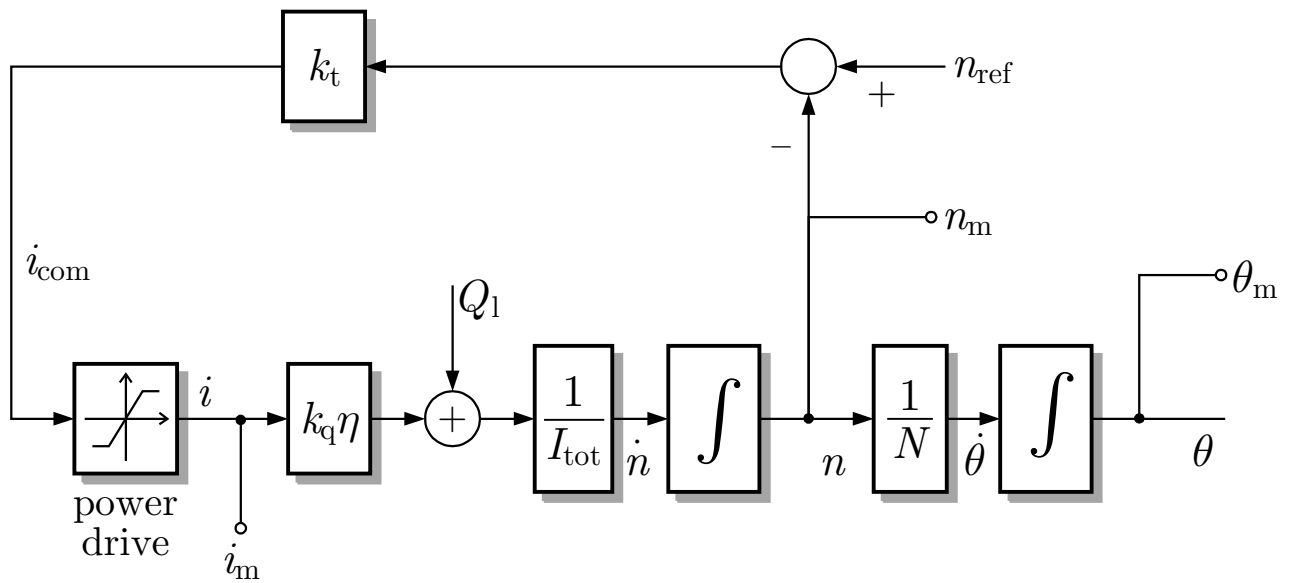 k_t
n_ref
+
−
n_m
i_com
θ_m
Q_l
i
k_q η
+
1
I_tot
ṅ
∫
n
1
N
θ̇
∫
θ
power
drive
i_m